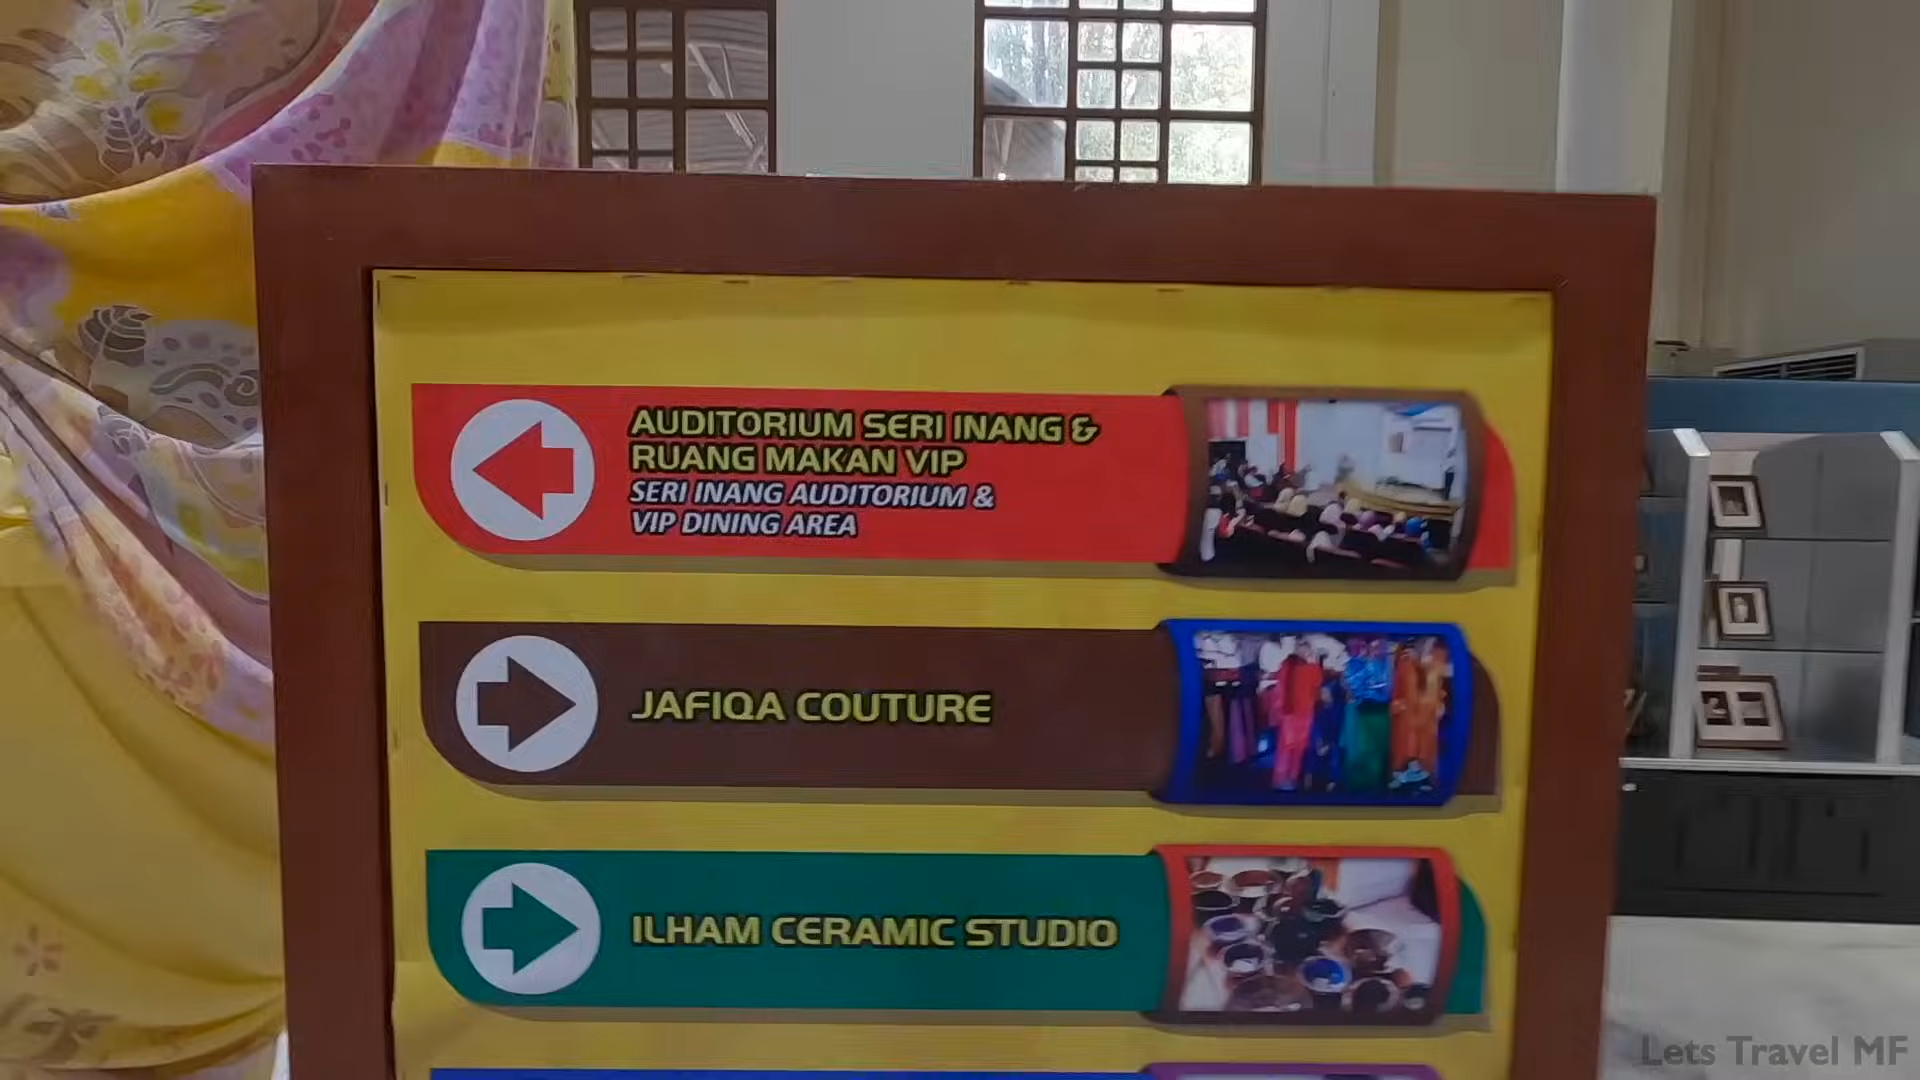 AUDITORIUM SERI INANG &
RUANG MAKAN VIP
SERI INANG AUDITORIUM &
VIP DINING AREA
JAFIQA COUTURE
ILHAM CERAMIC STUDIO
Lets Travel MF